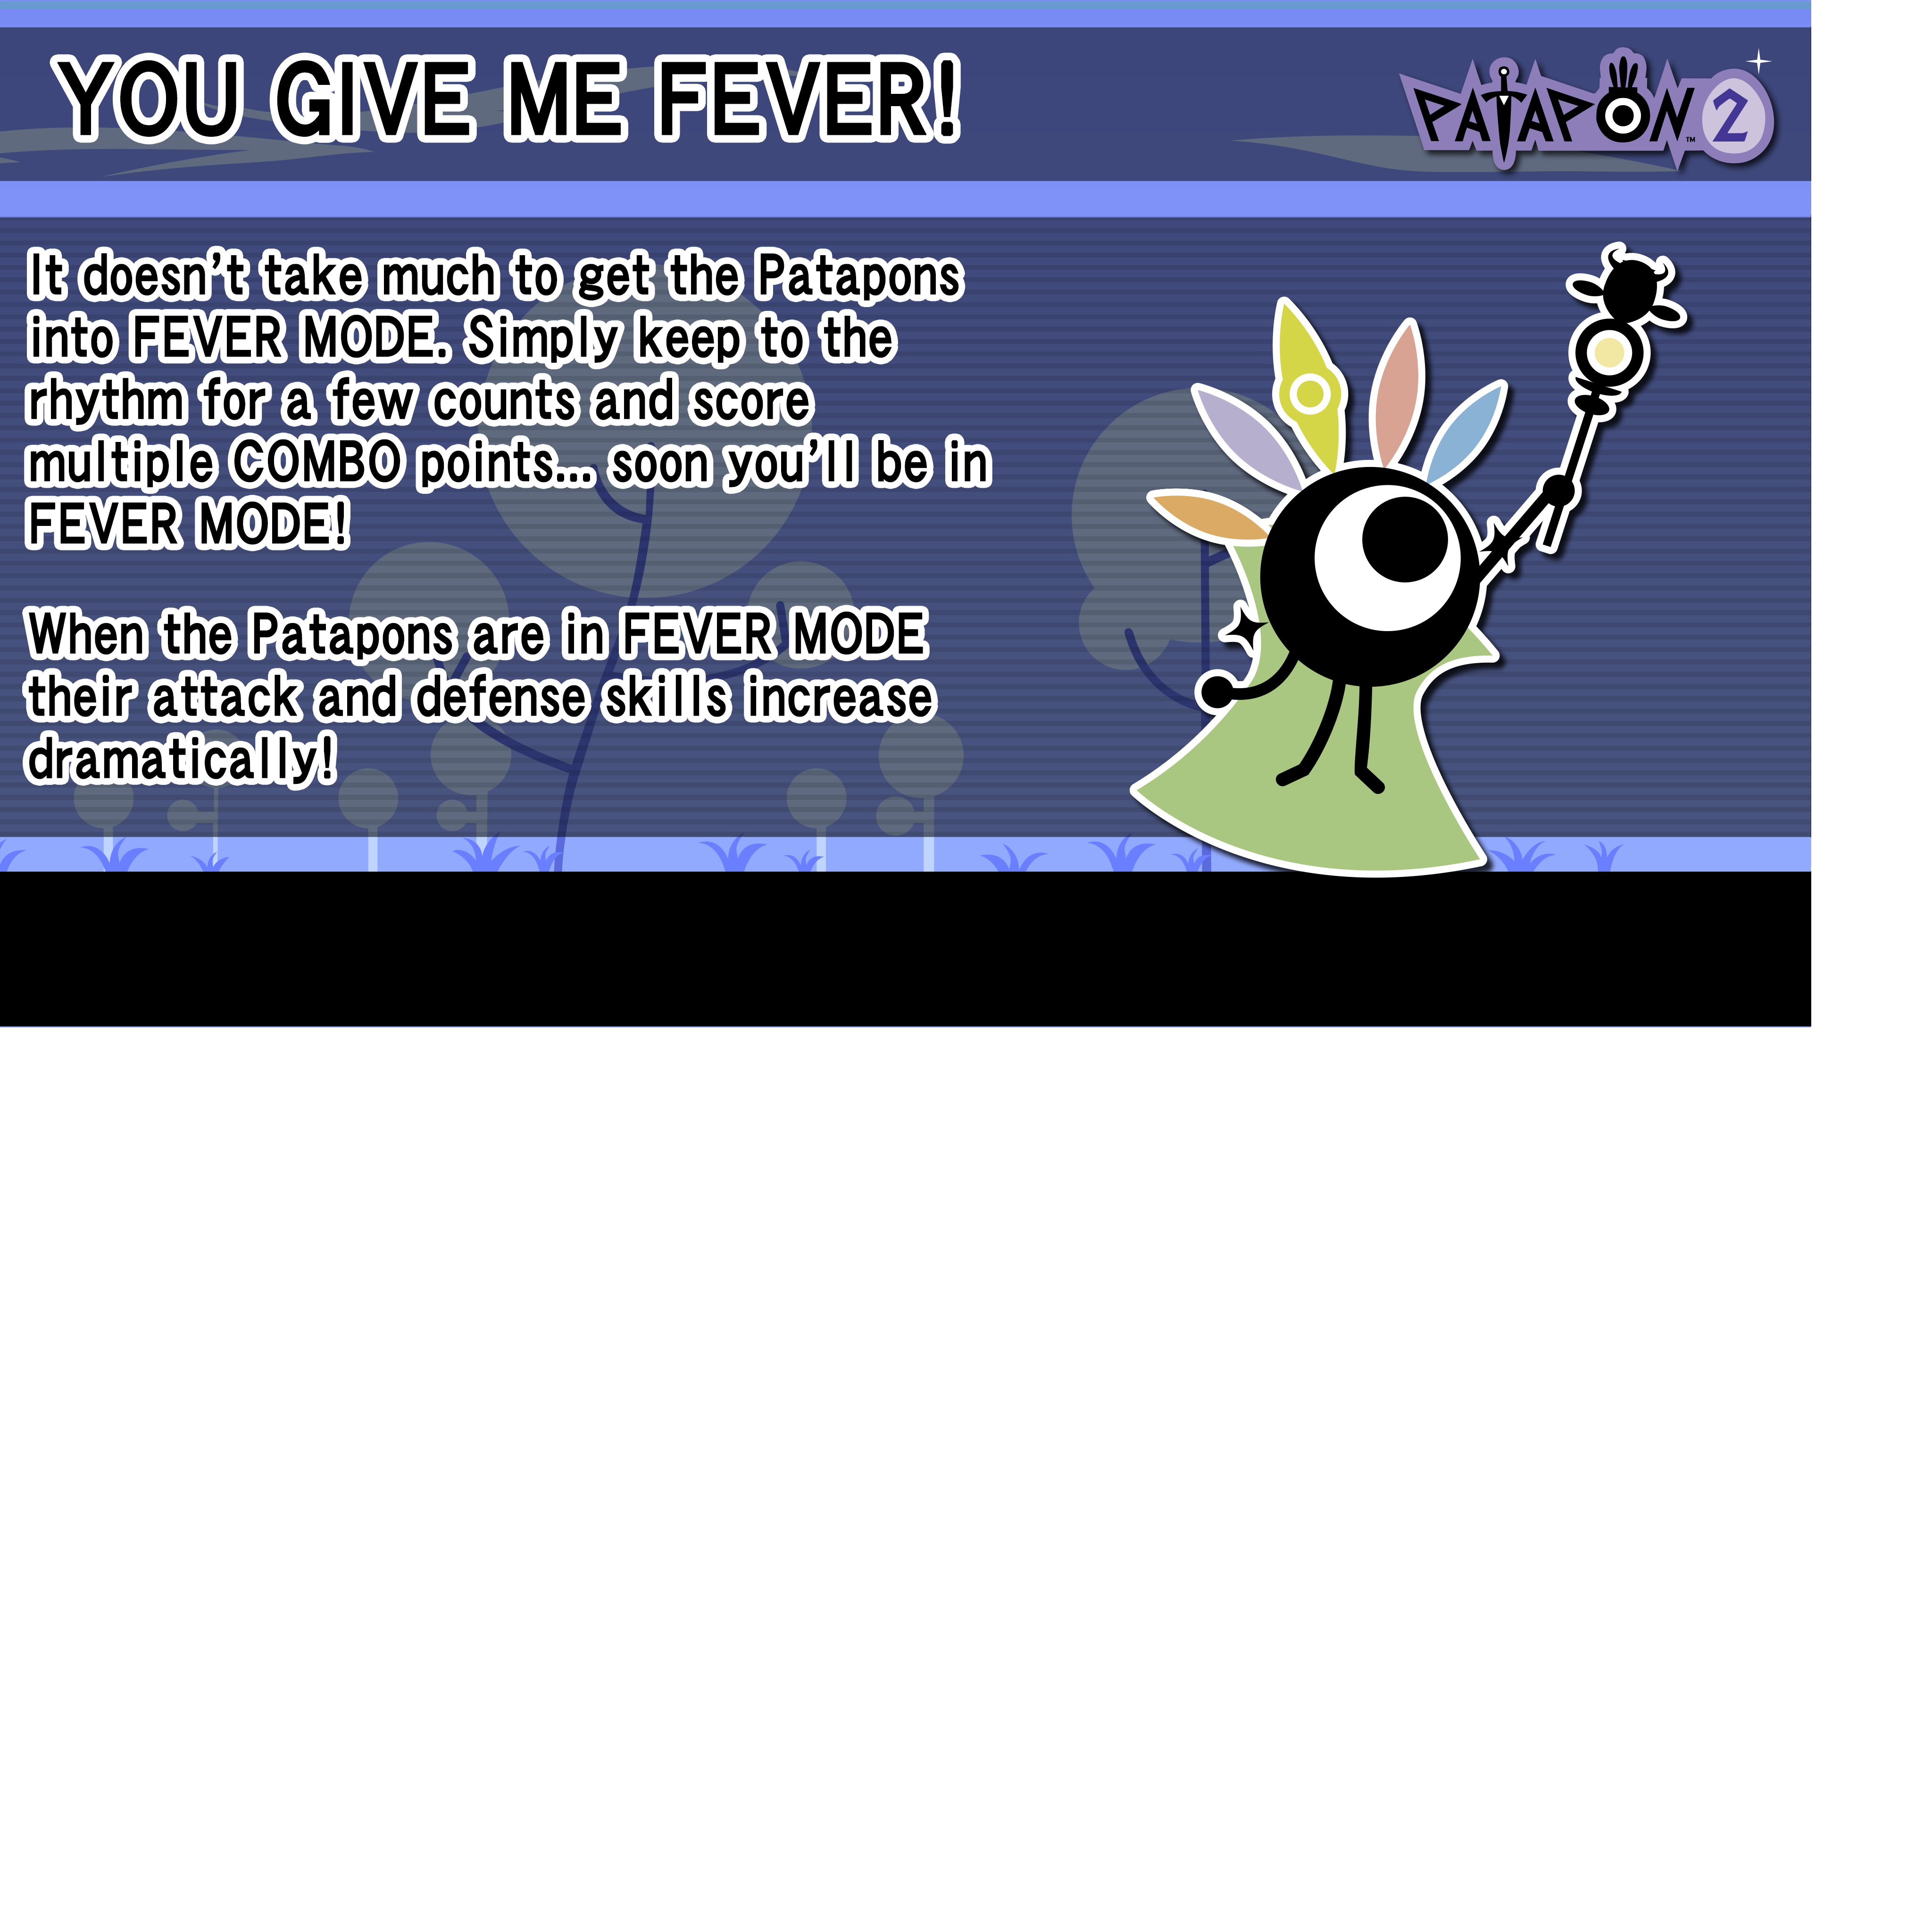 YOU GIVE ME FEVER!
PATAPON™ 2
It doesn't take much to get the Patapons
into FEVER MODE. Simply keep to the
rhythm for a few counts and score
multiple COMBO points... soon you'll be in
FEVER MODE!
When the Patapons are in FEVER MODE
their attack and defense skills increase
dramatically!